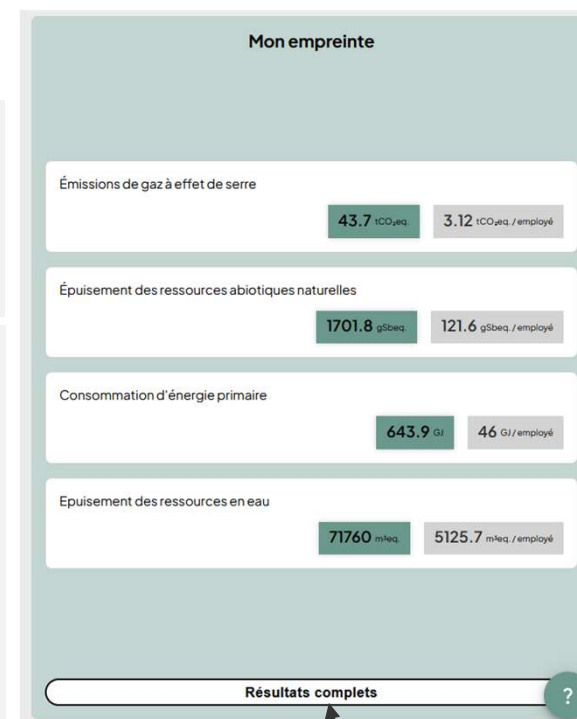 Mon empreinte
Émissions de gaz à effet de serre
43.7 tCO₂eq. 3.12 tCO₂eq./employé
Épuisement des ressources abiotiques naturelles
1701.8 gSbeq. 121.6 gSbeq./employé
Consommation d'énergie primaire
643.9 GJ 46 GJ/employé
Epuisement des ressources en eau
71760 m³eq. 5125.7 m³eq./employé
Résultats complets
?